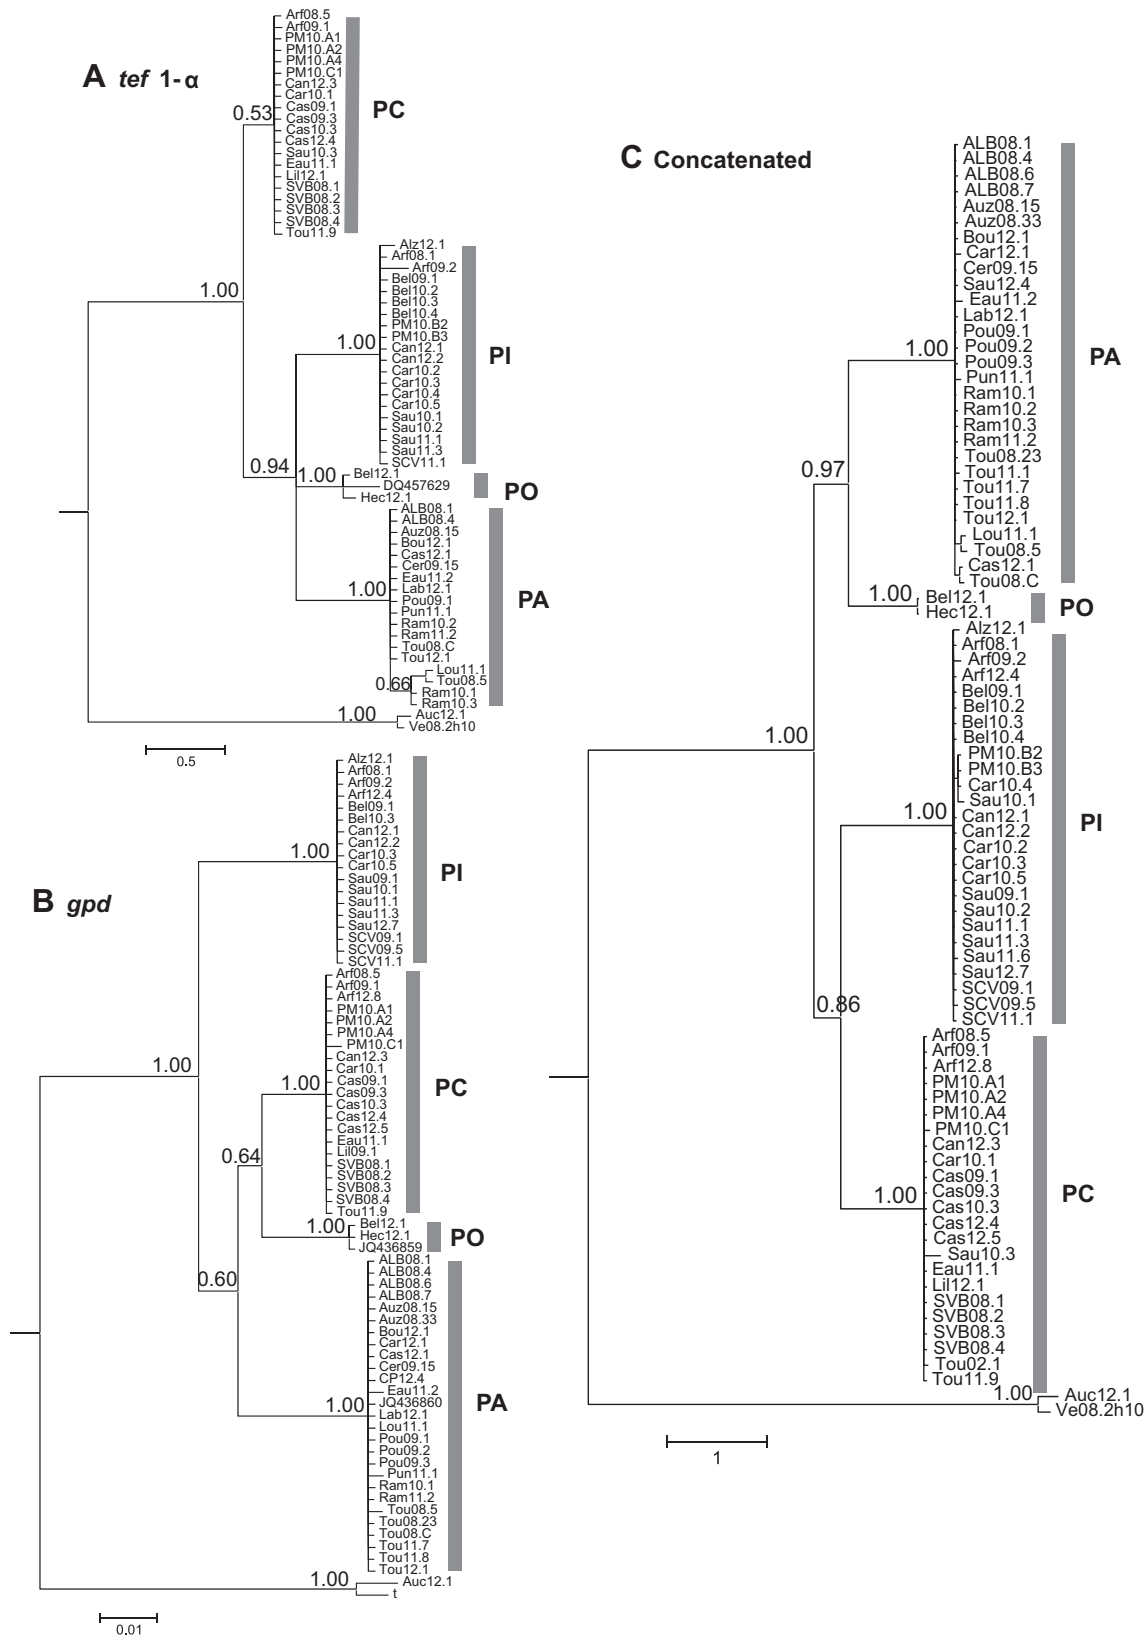 A tef 1-α
Arf08.5
Arf09.1
PM10.A1
PM10.A2
PM10.A4
PM10.C1
Can12.3
Car10.1
Cas09.1
Cas09.3
Cas10.3
Cas12.4
Sau10.3
Eau11.1
Lil12.1
SVB08.1
SVB08.2
SVB08.3
SVB08.4
Tou11.9
0.53
PC
1.00
Alz12.1
Arf08.1
Arf09.2
Bel09.1
Bel10.2
Bel10.3
Bel10.4
PM10.B2
PM10.B3
Can12.1
Can12.2
Car10.2
Car10.3
Car10.4
Car10.5
Sau10.1
Sau10.2
Sau11.1
Sau11.3
SCV11.1
1.00
PI
0.94
1.00
Bel12.1
DQ457629
Hec12.1
PO
ALB08.1
ALB08.4
Auz08.15
Bou12.1
Cas12.1
Cer09.15
Eau11.2
Lab12.1
Pou09.1
Pun11.1
Ram10.2
Ram11.2
Tou08.C
Tou12.1
Lou11.1
Tou08.5
Ram10.1
Ram10.3
1.00
0.66
PA
1.00
Auc12.1
Ve08.2h10
0.5
B gpd
Alz12.1
Arf08.1
Arf09.2
Arf12.4
Bel09.1
Bel10.3
Can12.1
Can12.2
Car10.3
Car10.5
Sau09.1
Sau10.1
Sau11.1
Sau11.3
Sau12.7
SCV09.1
SCV09.5
SCV11.1
1.00
PI
1.00
Arf08.5
Arf09.1
Arf12.8
PM10.A1
PM10.A2
PM10.A4
PM10.C1
Can12.3
Car10.1
Cas09.1
Cas09.3
Cas10.3
Cas12.4
Cas12.5
Eau11.1
Lil09.1
SVB08.1
SVB08.2
SVB08.3
SVB08.4
Tou11.9
1.00
PC
0.64
1.00
Bel12.1
Hec12.1
JQ436859
PO
0.60
ALB08.1
ALB08.4
ALB08.6
ALB08.7
Auz08.15
Auz08.33
Bou12.1
Car12.1
Cas12.1
Cer09.15
CP12.4
Eau11.2
JQ436860
Lab12.1
Lou11.1
Pou09.1
Pou09.2
Pou09.3
Pun11.1
Ram10.1
Ram11.2
Tou08.5
Tou08.23
Tou08.C
Tou11.7
Tou11.8
Tou12.1
1.00
PA
1.00
Auc12.1
t
0.01
C Concatenated
ALB08.1
ALB08.4
ALB08.6
ALB08.7
Auz08.15
Auz08.33
Bou12.1
Car12.1
Cer09.15
Sau12.4
Eau11.2
Lab12.1
Pou09.1
Pou09.2
Pou09.3
Pun11.1
Ram10.1
Ram10.2
Ram10.3
Ram11.2
Tou08.23
Tou11.1
Tou11.7
Tou11.8
Tou12.1
Lou11.1
Tou08.5
Cas12.1
Tou08.C
1.00
PA
0.97
1.00
Bel12.1
Hec12.1
PO
1.00
Alz12.1
Arf08.1
Arf09.2
Arf12.4
Bel09.1
Bel10.2
Bel10.3
Bel10.4
PM10.B2
PM10.B3
Car10.4
Sau10.1
Can12.1
Can12.2
Car10.2
Car10.3
Car10.5
Sau09.1
Sau10.2
Sau11.1
Sau11.3
Sau11.6
Sau12.7
SCV09.1
SCV09.5
SCV11.1
1.00
PI
0.86
Arf08.5
Arf09.1
Arf12.8
PM10.A1
PM10.A2
PM10.A4
PM10.C1
Can12.3
Car10.1
Cas09.1
Cas09.3
Cas10.3
Cas12.4
Cas12.5
Sau10.3
Eau11.1
Lil12.1
SVB08.1
SVB08.2
SVB08.3
SVB08.4
Tou02.1
Tou11.9
1.00
PC
1.00
Auc12.1
Ve08.2h10
1